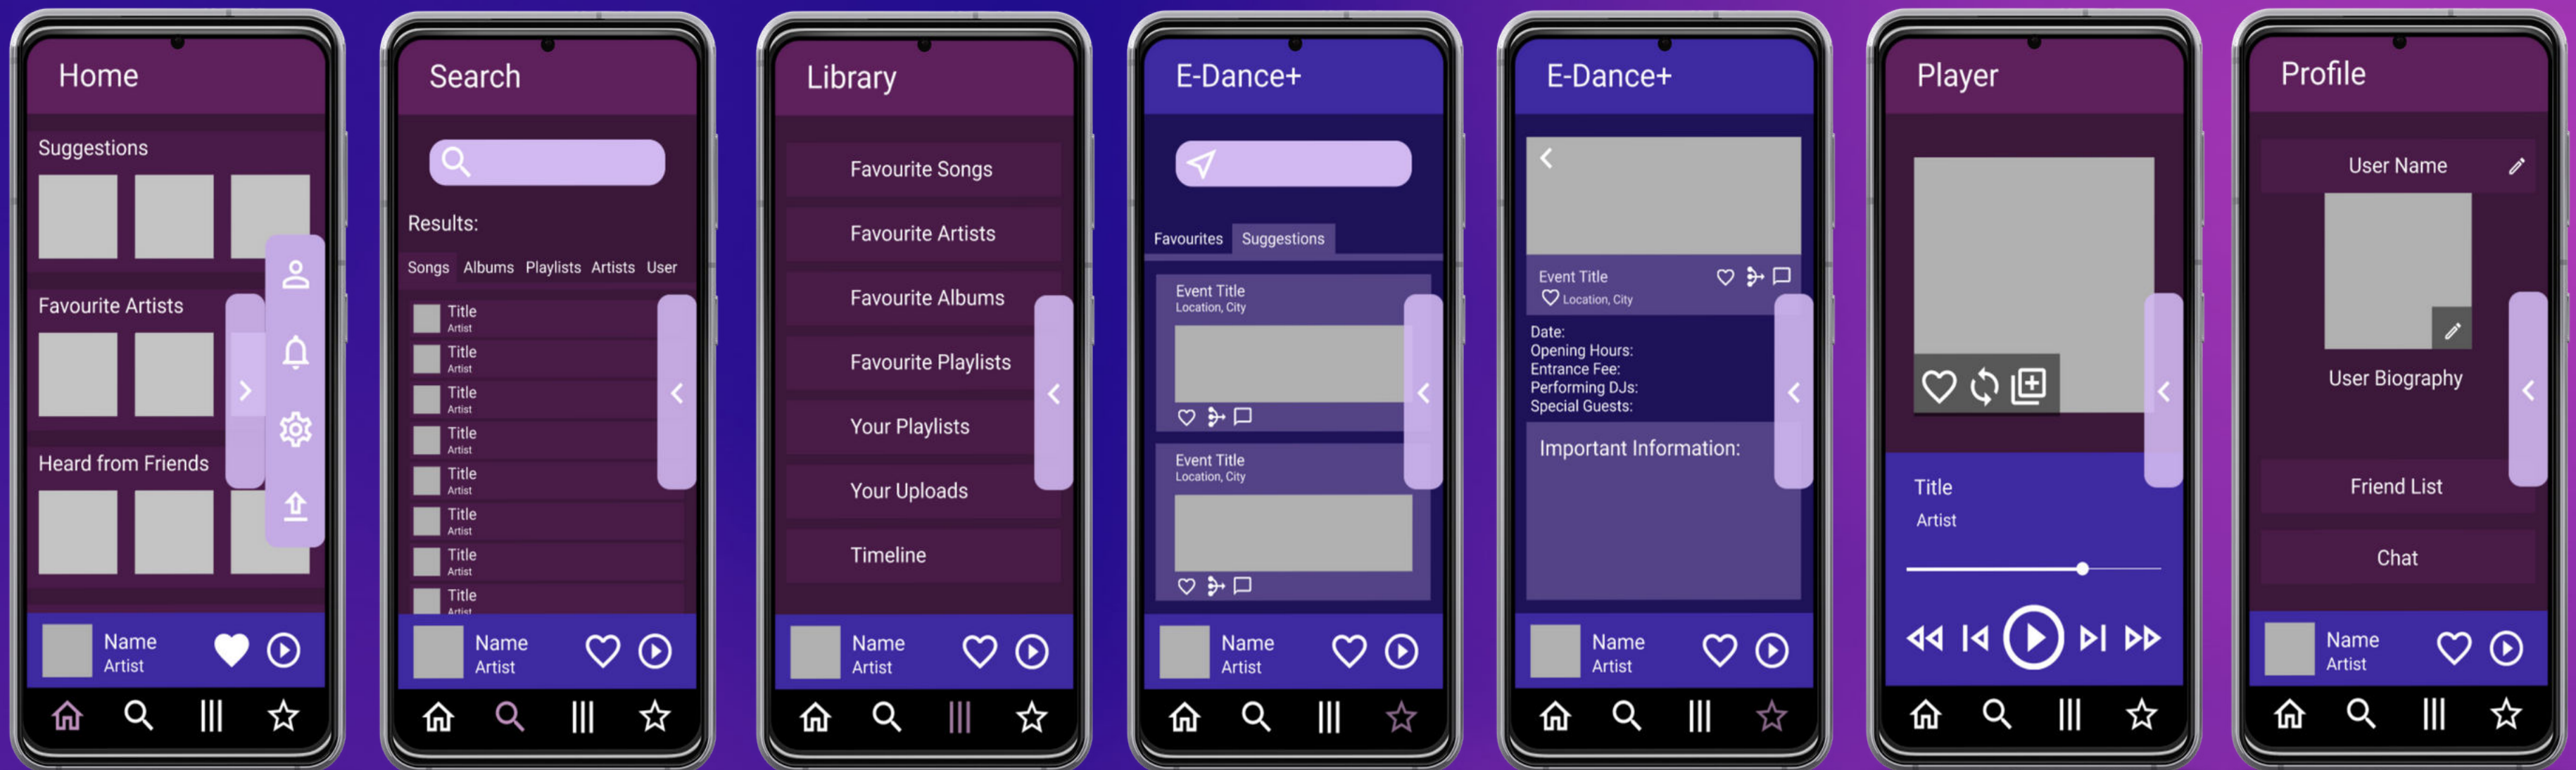 Home
Suggestions
Favourite Artists
Heard from Friends
Name
Artist
Search
Results:
Songs Albums Playlists Artists User
Title
Artist
Title
Artist
Title
Artist
Title
Artist
Title
Artist
Title
Artist
Title
Artist
Title
Artist
Name
Artist
Library
Favourite Songs
Favourite Artists
Favourite Albums
Favourite Playlists
Your Playlists
Your Uploads
Timeline
Name
Artist
E-Dance+
Favourites Suggestions
Event Title
Location, City
Event Title
Location, City
Name
Artist
E-Dance+
Event Title
Location, City
Date:
Opening Hours:
Entrance Fee:
Performing DJs:
Special Guests:
Important Information:
Name
Artist
Player
Title
Artist
Profile
User Name
User Biography
Friend List
Chat
Name
Artist